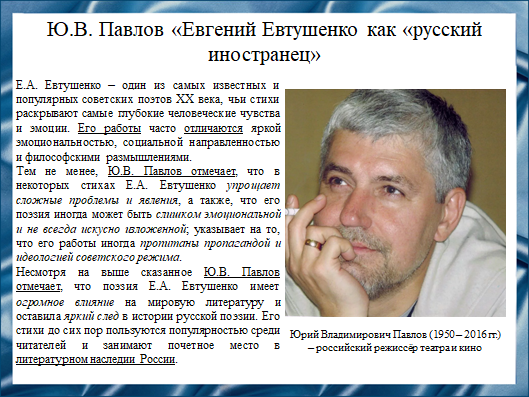 Ю.В. Павлов «Евгений Евтушенко как «русский
иностранец»
Е.А. Евтушенко – один из самых известных и
популярных советских поэтов XX века, чьи стихи
раскрывают самые глубокие человеческие чувства
и эмоции. Его работы часто отличаются яркой
эмоциональностью, социальной направленностью
и философскими размышлениями.
Тем не менее, Ю.В. Павлов отмечает, что в
некоторых стихах Е.А. Евтушенко упрощает
сложные проблемы и явления, а также, что его
поэзия иногда может быть слишком эмоциональной
и не всегда искусно изложенной; указывает на то,
что его работы иногда пропитаны пропагандой и
идеологией советского режима.
Несмотря на выше сказанное Ю.В. Павлов
отмечает, что поэзия Е.А. Евтушенко имеет
огромное влияние на мировую литературу и
оставила яркий след в истории русской поэзии. Его
стихи до сих пор пользуются популярностью среди
читателей и занимают почетное место в
литературном наследии России.
Юрий Владимирович Павлов (1950 – 2016 гг.)
– российский режиссёр театра и кино